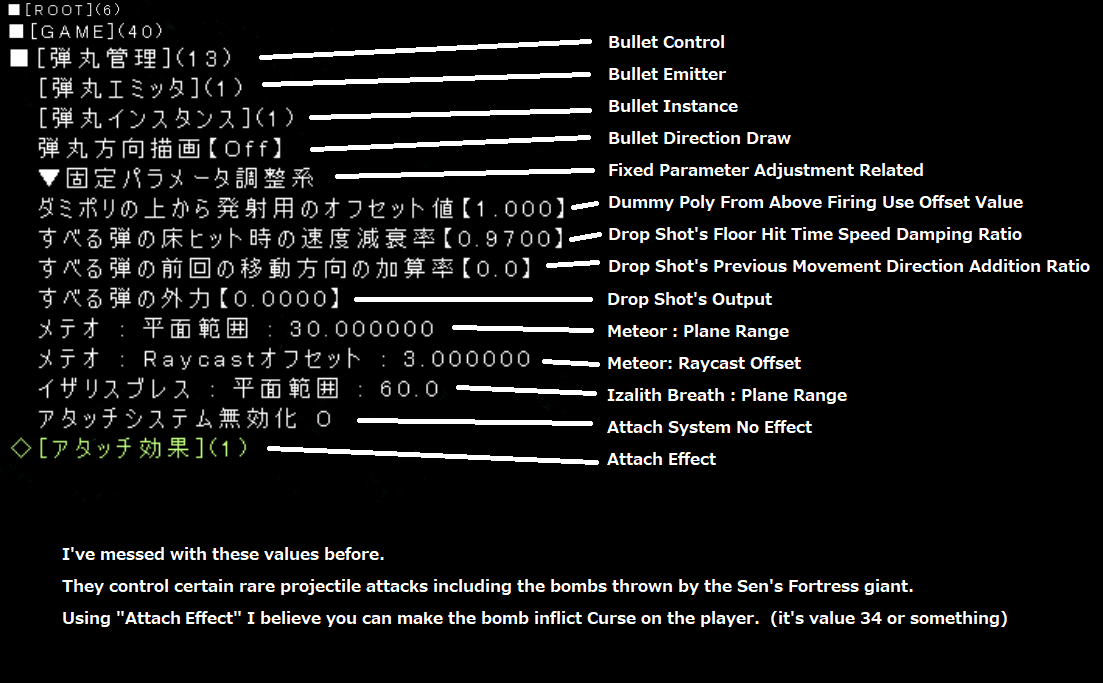 ■[ROOT](6)
■[GAME](40)
■[弾丸管理](13)
Bullet Control
[弾丸エミッタ](1)
Bullet Emitter
[弾丸インスタンス](1)
Bullet Instance
弾丸方向描画【Off】
Bullet Direction Draw
▼固定パラメータ調整系
Fixed Parameter Adjustment Related
ダミポリの上から発射用のオフセット値【1.000】
Dummy Poly From Above Firing Use Offset Value
すべる弾の床ヒット時の速度減衰率【0.9700】
Drop Shot's Floor Hit Time Speed Damping Ratio
すべる弾の前回の移動方向の加算率【0.0】
Drop Shot's Previous Movement Direction Addition Ratio
すべる弾の外力【0.0000】
Drop Shot's Output
メテオ : 平面範囲 : 30.000000
Meteor : Plane Range
メテオ : Raycastオフセット : 3.000000
Meteor: Raycast Offset
イザリスブレス : 平面範囲 : 60.0
Izalith Breath : Plane Range
アタッチシステム無効化 0
Attach System No Effect
◇[アタッチ効果](1)
Attach Effect
I've messed with these values before.
They control certain rare projectile attacks including the bombs thrown by the Sen's Fortress giant.
Using "Attach Effect" I believe you can make the bomb inflict Curse on the player. (it's value 34 or something)